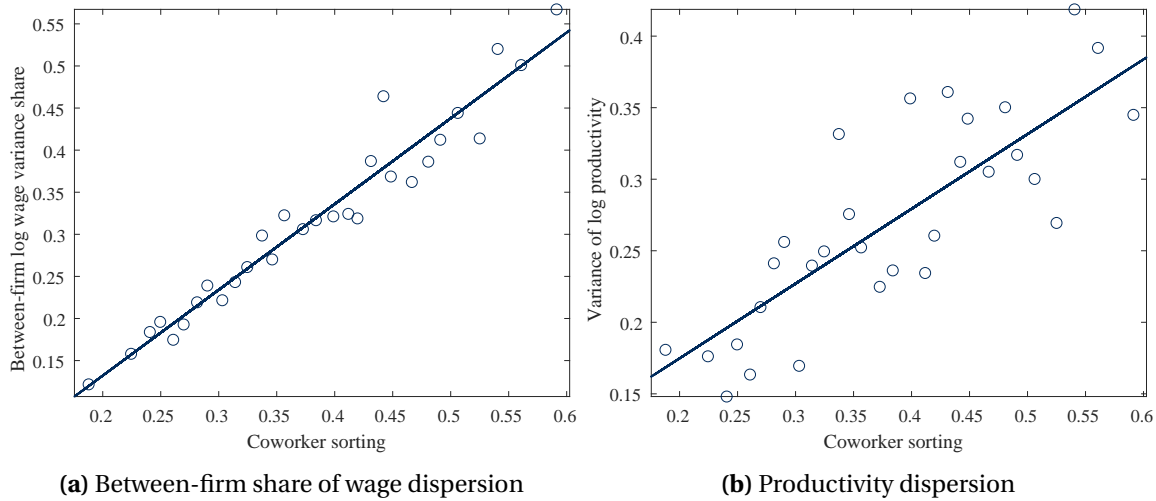 Between-firm log wage variance share
0.55
0.5
0.45
0.4
0.35
0.3
0.25
0.2
0.15
0.2 0.25 0.3 0.35 0.4 0.45 0.5 0.55 0.6
Coworker sorting
(a) Between-firm share of wage dispersion
Variance of log productivity
0.4
0.35
0.3
0.25
0.2
0.15
0.2 0.25 0.3 0.35 0.4 0.45 0.5 0.55 0.6
Coworker sorting
(b) Productivity dispersion